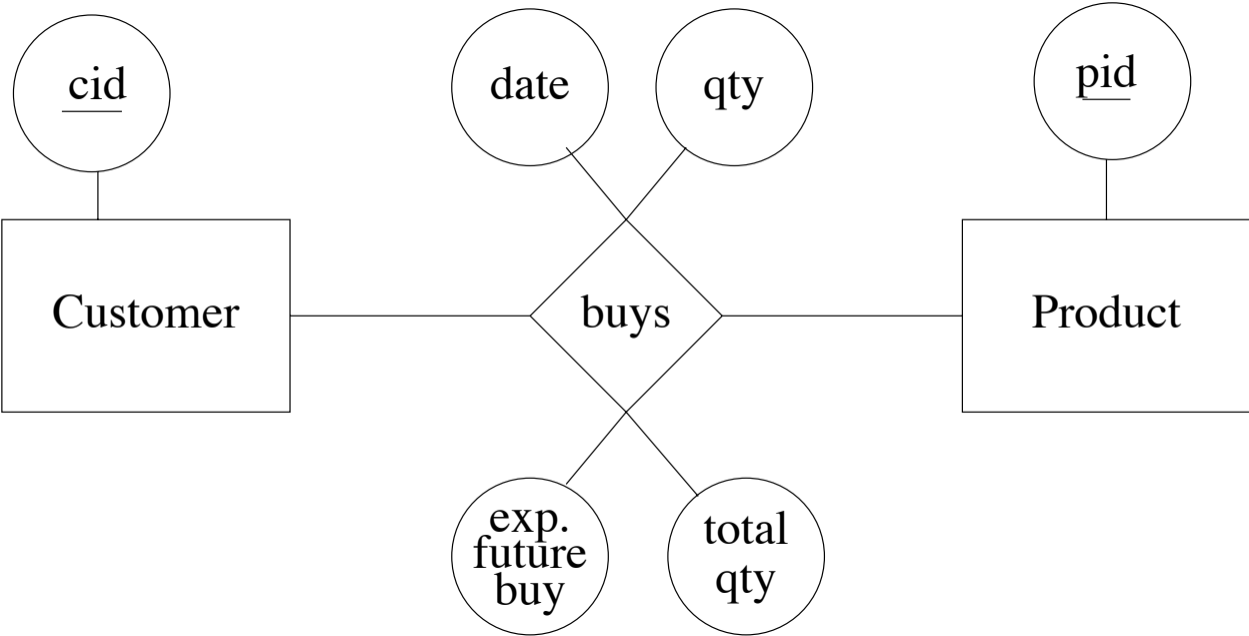 cid
date
qty
pid
Customer
buys
Product
exp.
future
buy
total
qty